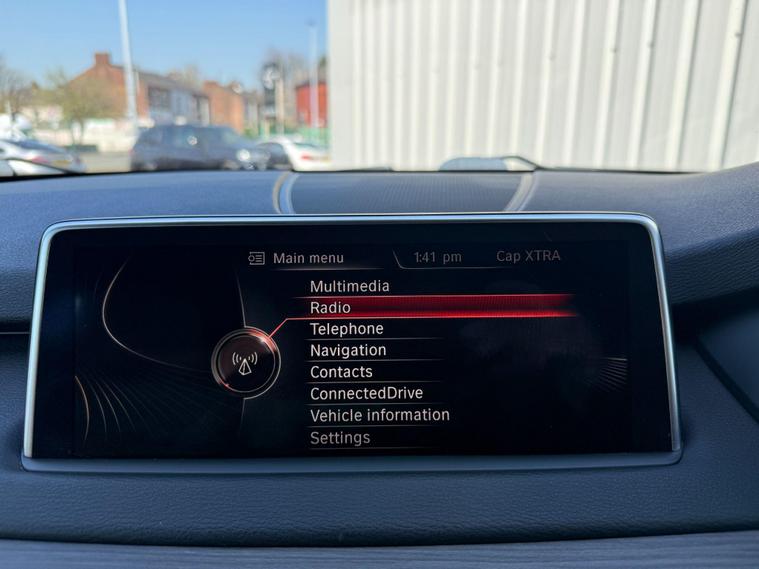 Main menu 1:41 pm Cap XTRA
Multimedia
Radio
Telephone
Navigation
Contacts
ConnectedDrive
Vehicle information
Settings